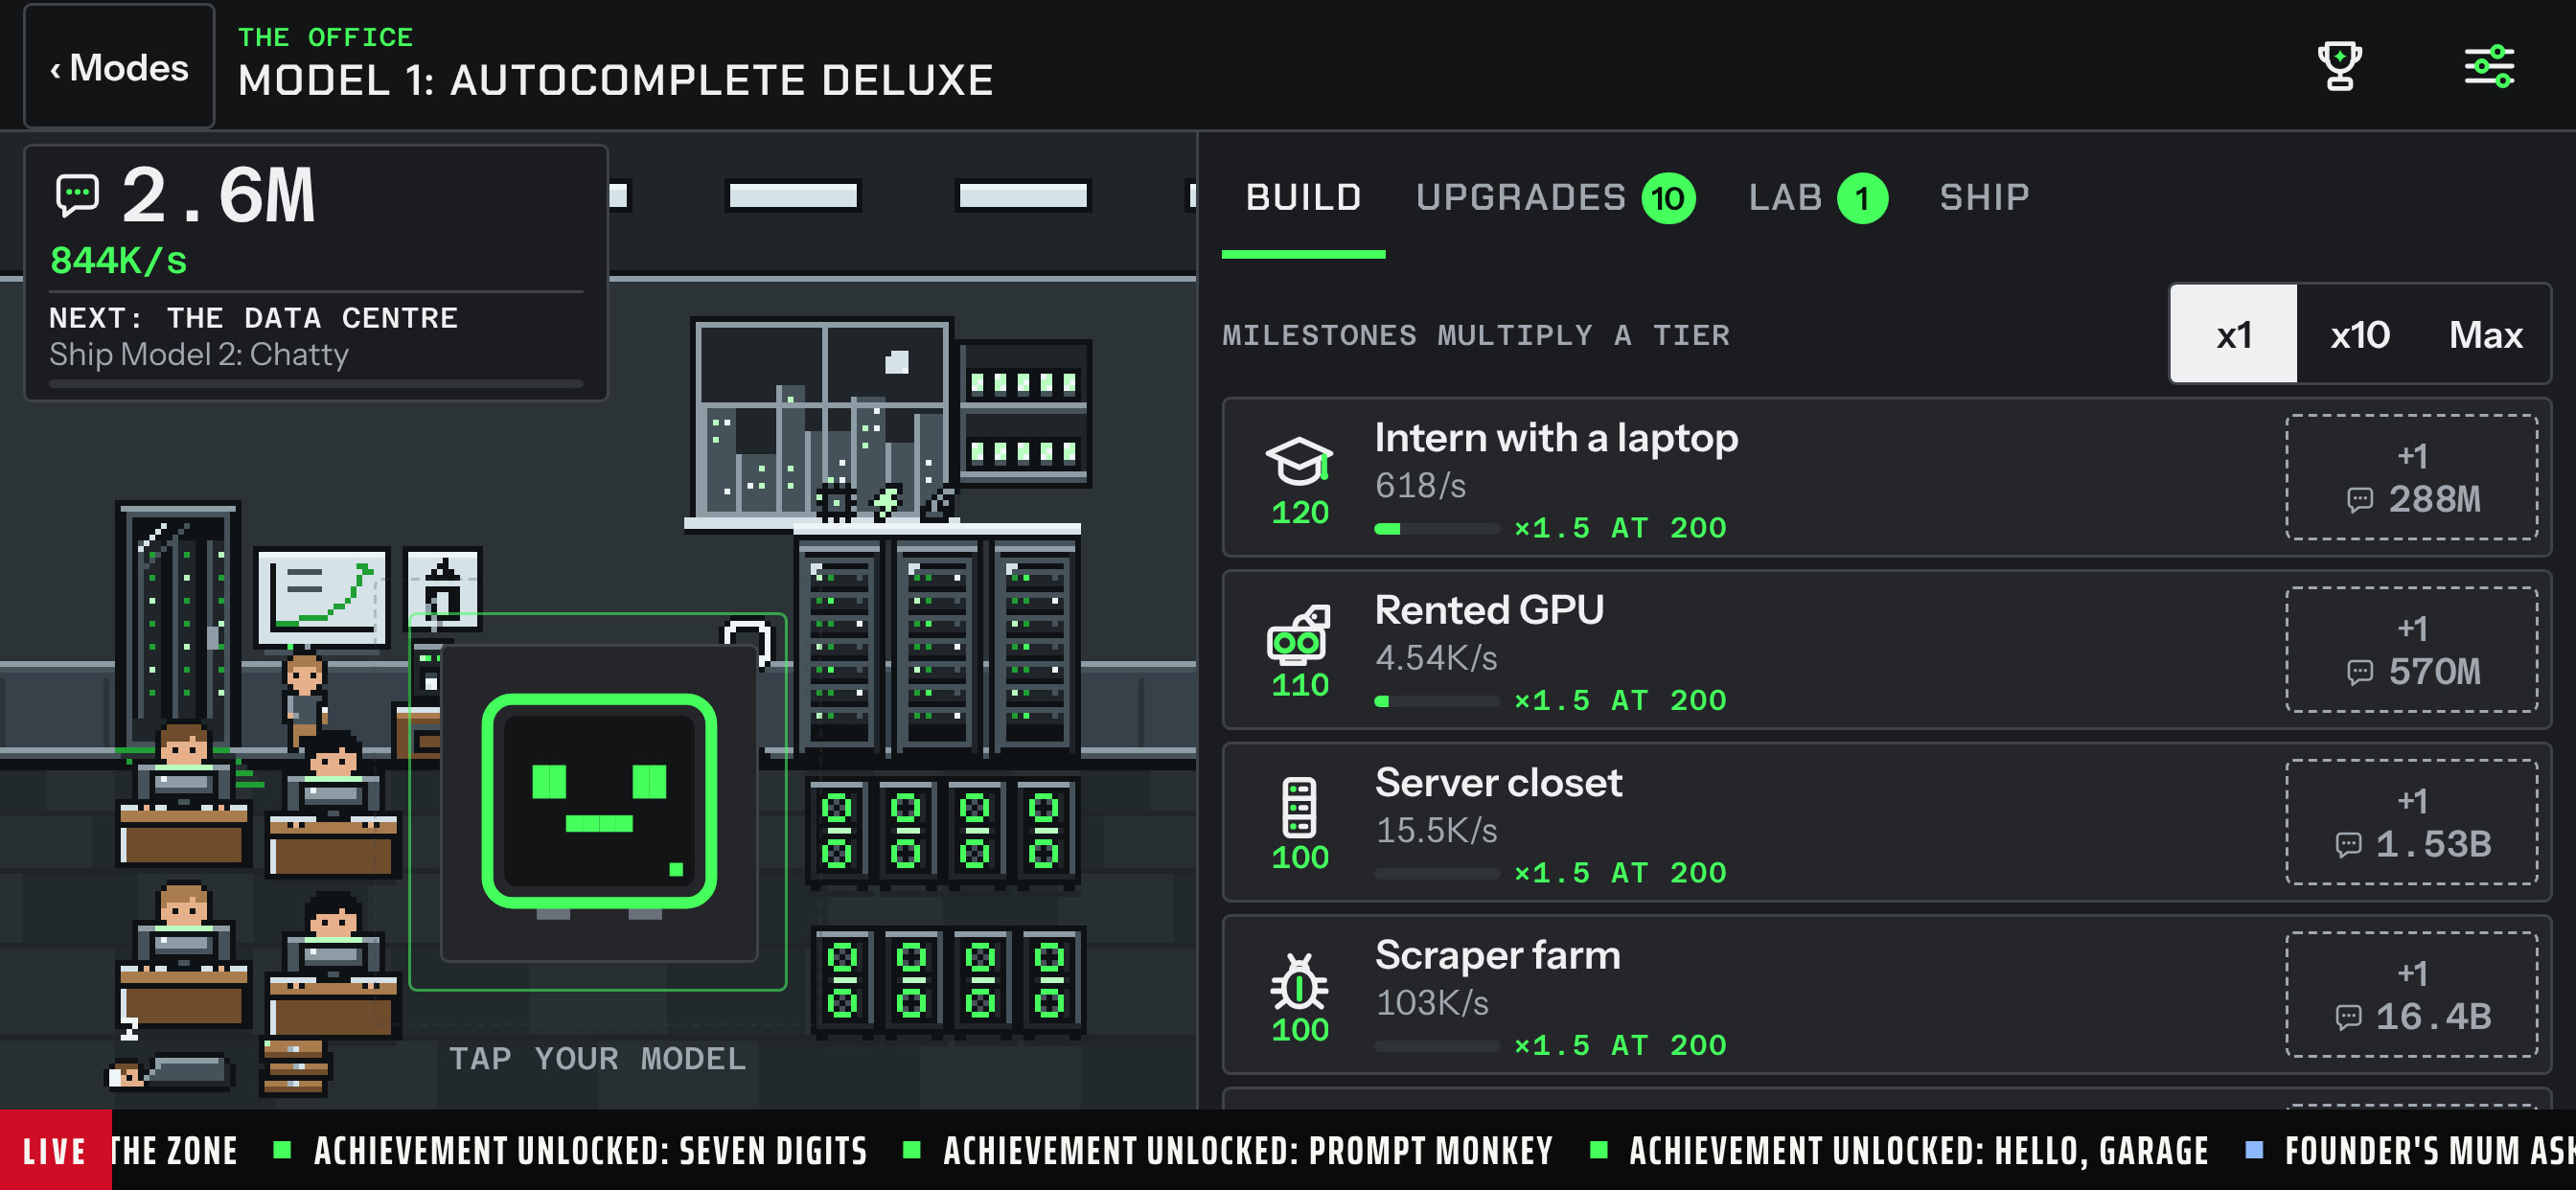 ‹ Modes
THE OFFICE
MODEL 1: AUTOCOMPLETE DELUXE
2.6M
844K/s
NEXT: THE DATA CENTRE
Ship Model 2: Chatty
TAP YOUR MODEL
BUILD
UPGRADES 10
LAB 1
SHIP
MILESTONES MULTIPLY A TIER
x1
x10
Max
Intern with a laptop
618/s
120
×1.5 AT 200
+1
288M
Rented GPU
4.54K/s
110
×1.5 AT 200
+1
570M
Server closet
15.5K/s
100
×1.5 AT 200
+1
1.53B
Scraper farm
103K/s
100
×1.5 AT 200
+1
16.4B
LIVE THE ZONE ACHIEVEMENT UNLOCKED: SEVEN DIGITS ACHIEVEMENT UNLOCKED: PROMPT MONKEY ACHIEVEMENT UNLOCKED: HELLO, GARAGE FOUNDER'S MUM